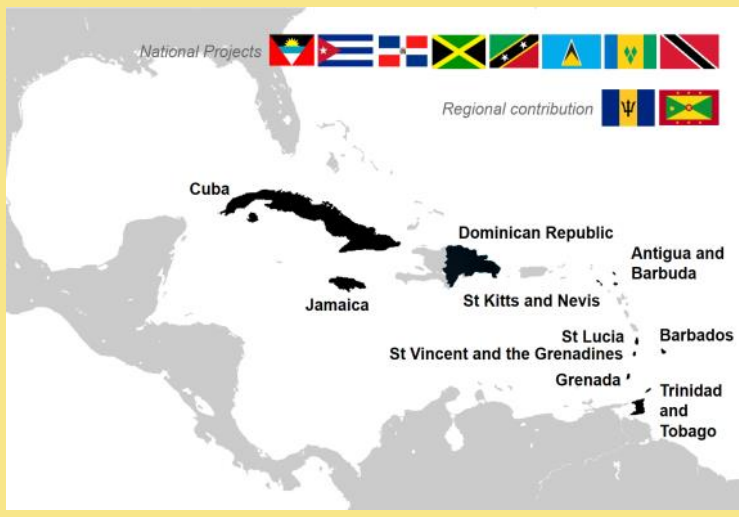 National Projects
Regional contribution
Cuba
Dominican Republic
Antigua and
Barbuda
Jamaica
St Kitts and Nevis
St Lucia
Barbados
St Vincent and the Grenadines
Grenada
Trinidad
and
Tobago